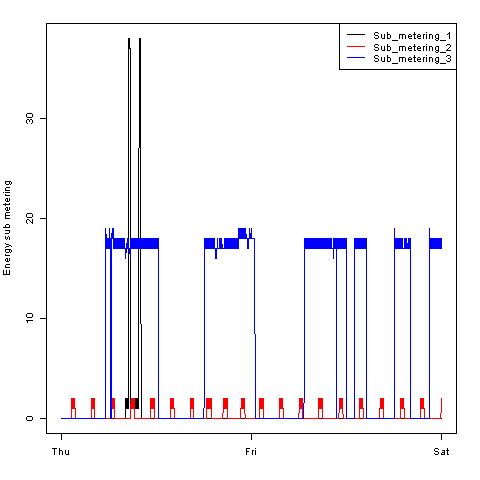 Sub_metering_1
Sub_metering_2
Sub_metering_3
Energy sub metering
30
20
10
0
Thu Fri Sat